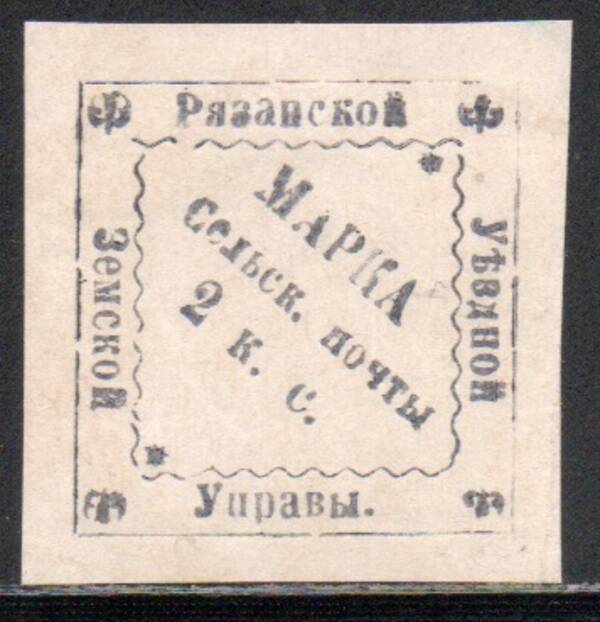 Рязанской
Уѣздной
Земской
Управы.
МАРКА
сельск. почты
2 к. с.